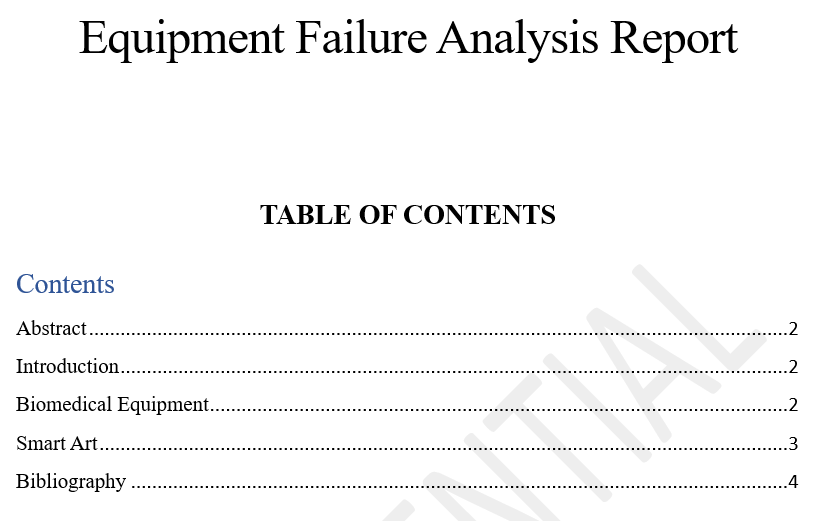 Equipment Failure Analysis Report
TABLE OF CONTENTS
Contents
Abstract......................................................................2
Introduction......................................................................2
Biomedical Equipment......................................................................2
Smart Art......................................................................3
Bibliography ......................................................................4
ENTIAL